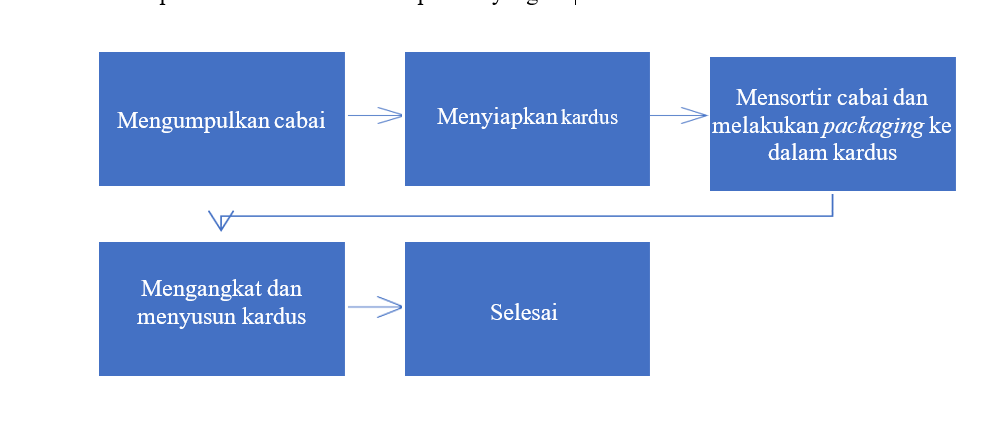 Mengumpulkan cabai
Menyiapkan kardus
Mensortir cabai dan
melakukan packaging ke
dalam kardus
Mengangkat dan
menyusun kardus
Selesai